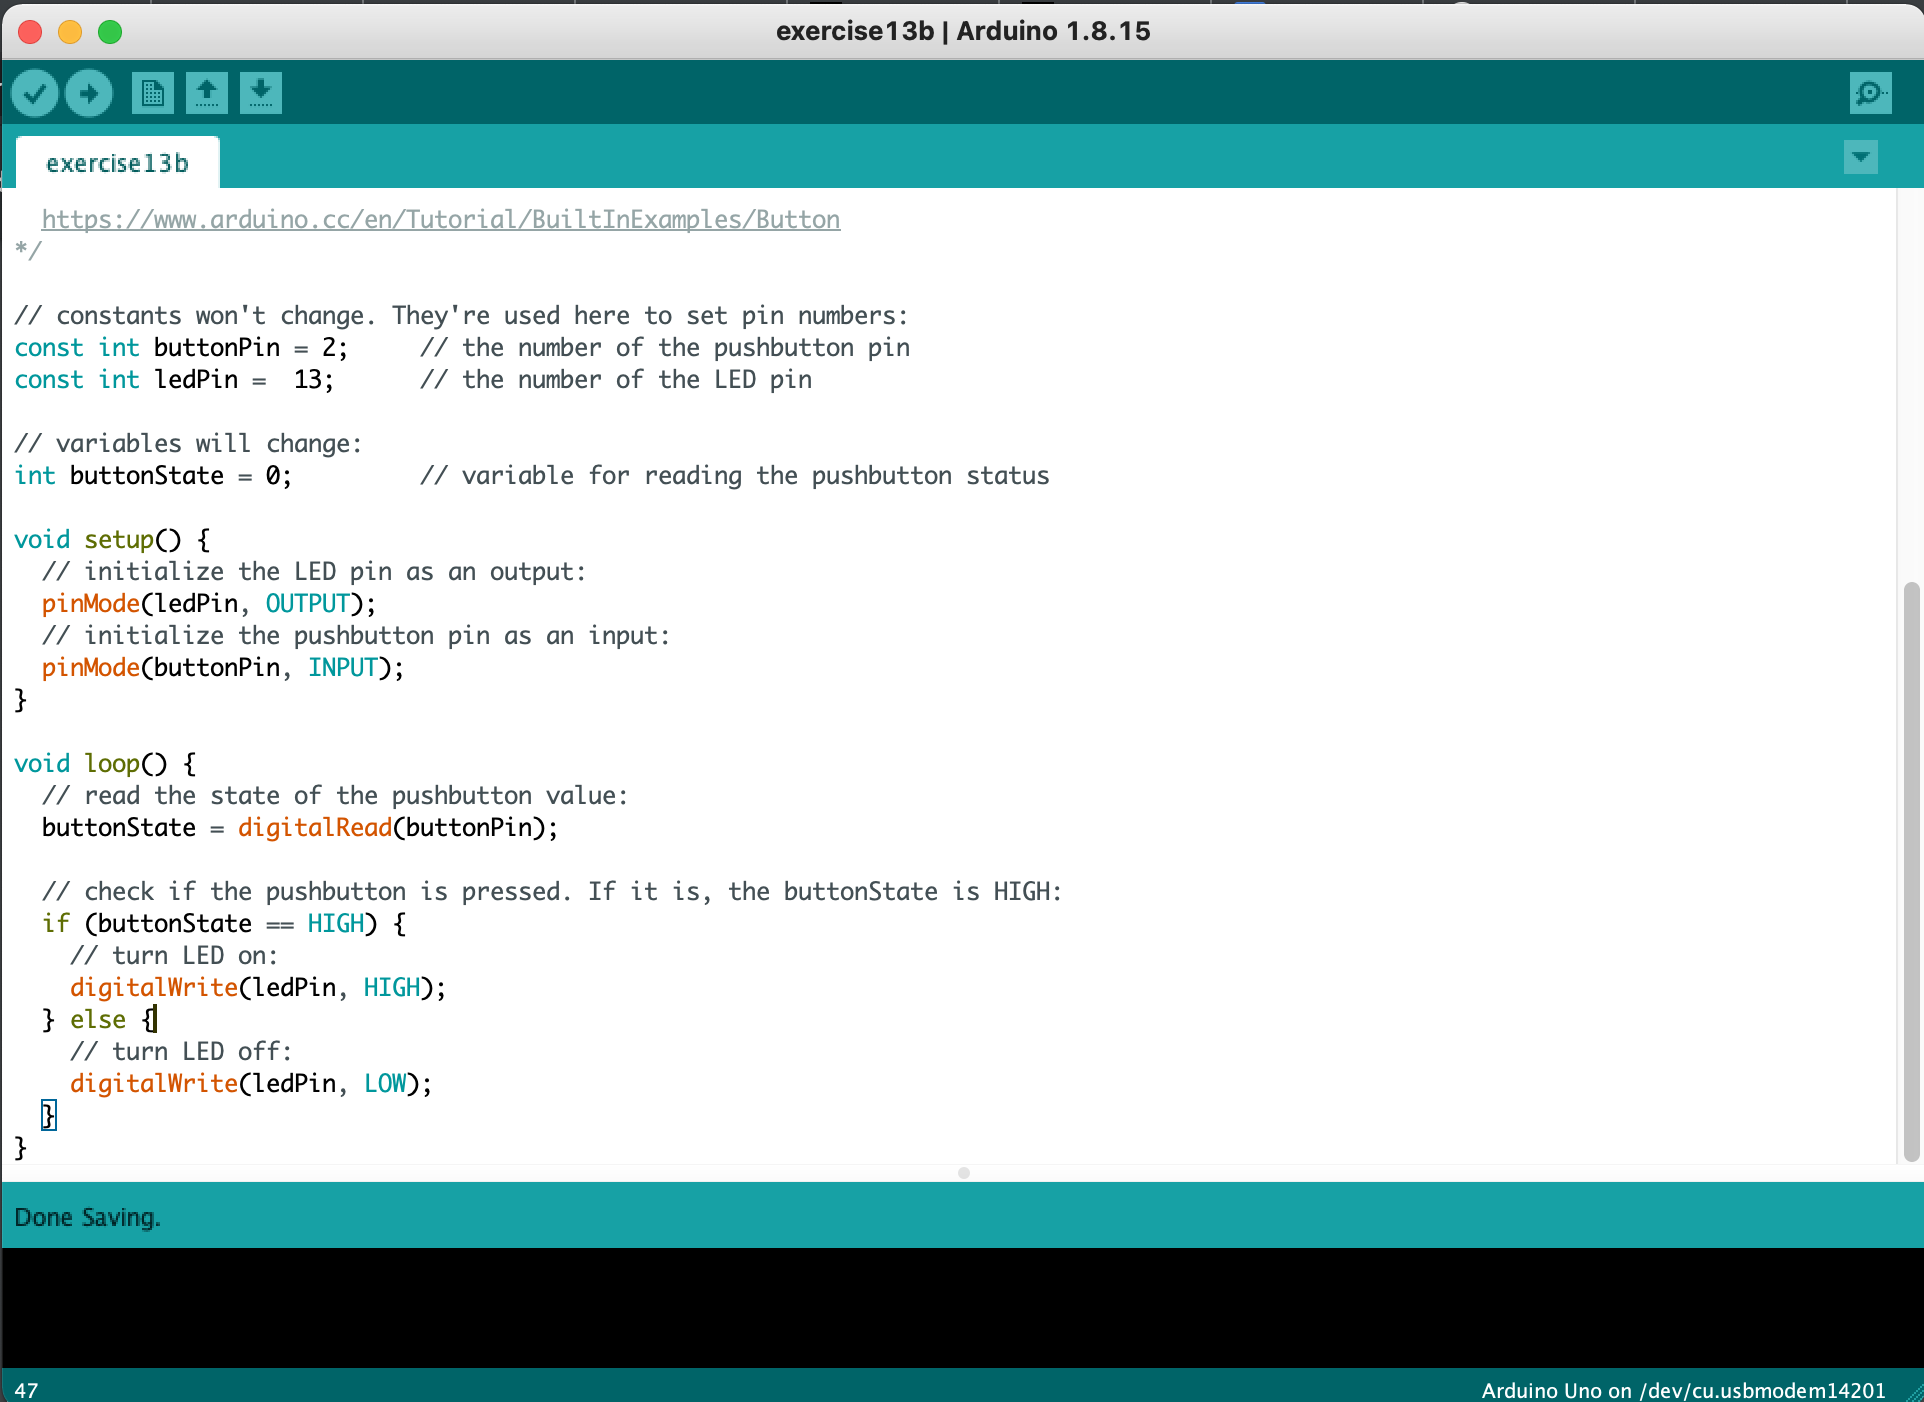 exercise13b | Arduino 1.8.15
exercise13b
https://www.arduino.cc/en/Tutorial/BuiltInExamples/Button
*/
// constants won't change. They're used here to set pin numbers:
const int buttonPin = 2;     // the number of the pushbutton pin
const int ledPin =  13;      // the number of the LED pin
// variables will change:
int buttonState = 0;         // variable for reading the pushbutton status
void setup() {
  // initialize the LED pin as an output:
  pinMode(ledPin, OUTPUT);
  // initialize the pushbutton pin as an input:
  pinMode(buttonPin, INPUT);
}
void loop() {
  // read the state of the pushbutton value:
  buttonState = digitalRead(buttonPin);
  // check if the pushbutton is pressed. If it is, the buttonState is HIGH:
  if (buttonState == HIGH) {
    // turn LED on:
    digitalWrite(ledPin, HIGH);
  } else {
    // turn LED off:
    digitalWrite(ledPin, LOW);
  }
}
Done Saving.
47
Arduino Uno on /dev/cu.usbmodem14201